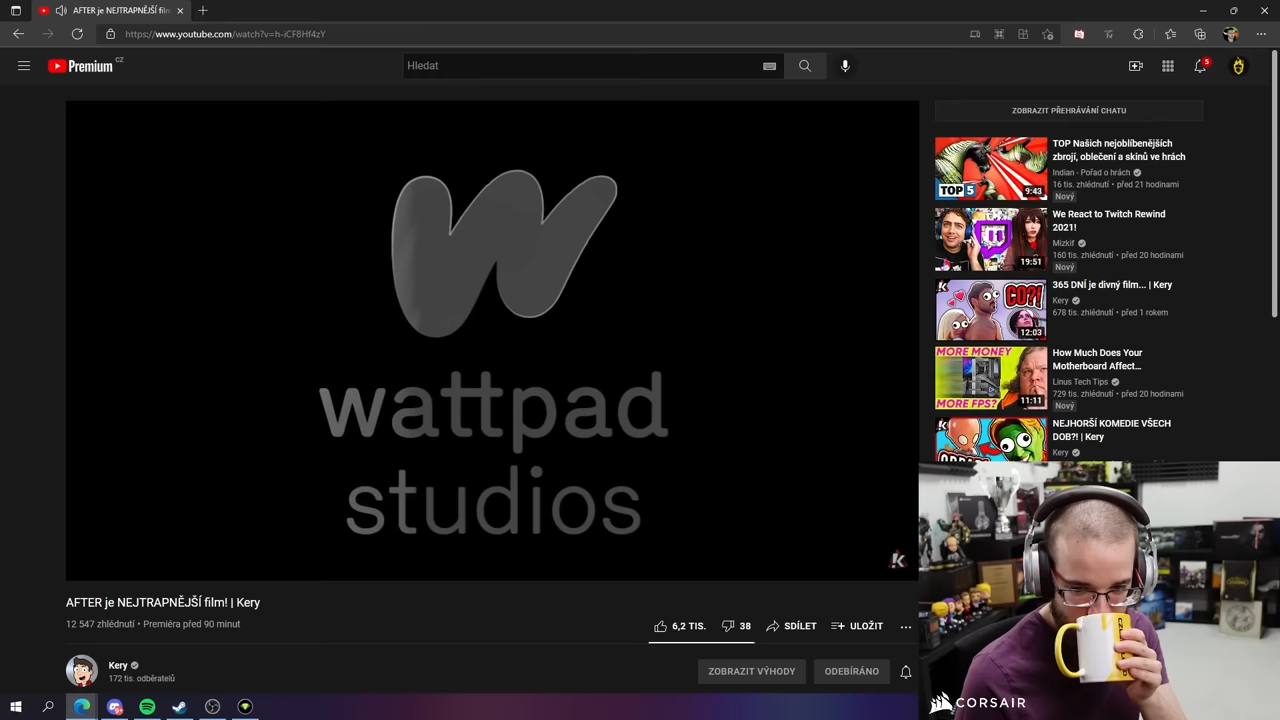 AFTER je NEJTRAPNĚJŠÍ film
https://www.youtube.com/watch?v=h-iCF8Hf4zY
Premium CZ
Hledat
5
wattpad
studios
AFTER je NEJTRAPNĚJŠÍ film! | Kery
12 547 zhlédnutí • Premiéra před 90 minut
6,2 TIS.
38
SDÍLET
ULOŽIT
Kery
172 tis. odběratelů
ZOBRAZIT VÝHODY
ODEBÍRÁNO
ZOBRAZIT PŘEHRÁVÁNÍ CHATU
TOP 5
9:43
TOP Našich nejoblíbenějších
zbrojí, oblečení a skinů ve hrách
Indian - Pořad o hrách
16 tis. zhlédnutí • před 21 hodinami
Nový
19:51
We React to Twitch Rewind
2021!
Mizkif
160 tis. zhlédnutí • před 20 hodinami
Nový
CO?!
12:03
365 DNÍ je divný film... | Kery
Kery
678 tis. zhlédnutí • před 1 rokem
MORE MONEY
MORE FPS?
11:11
How Much Does Your
Motherboard Affect...
Linus Tech Tips
729 tis. zhlédnutí • před 20 hodinami
Nový
NEJHORŠÍ KOMEDIE VŠECH
DOB?! | Kery
Kery
CORSAIR